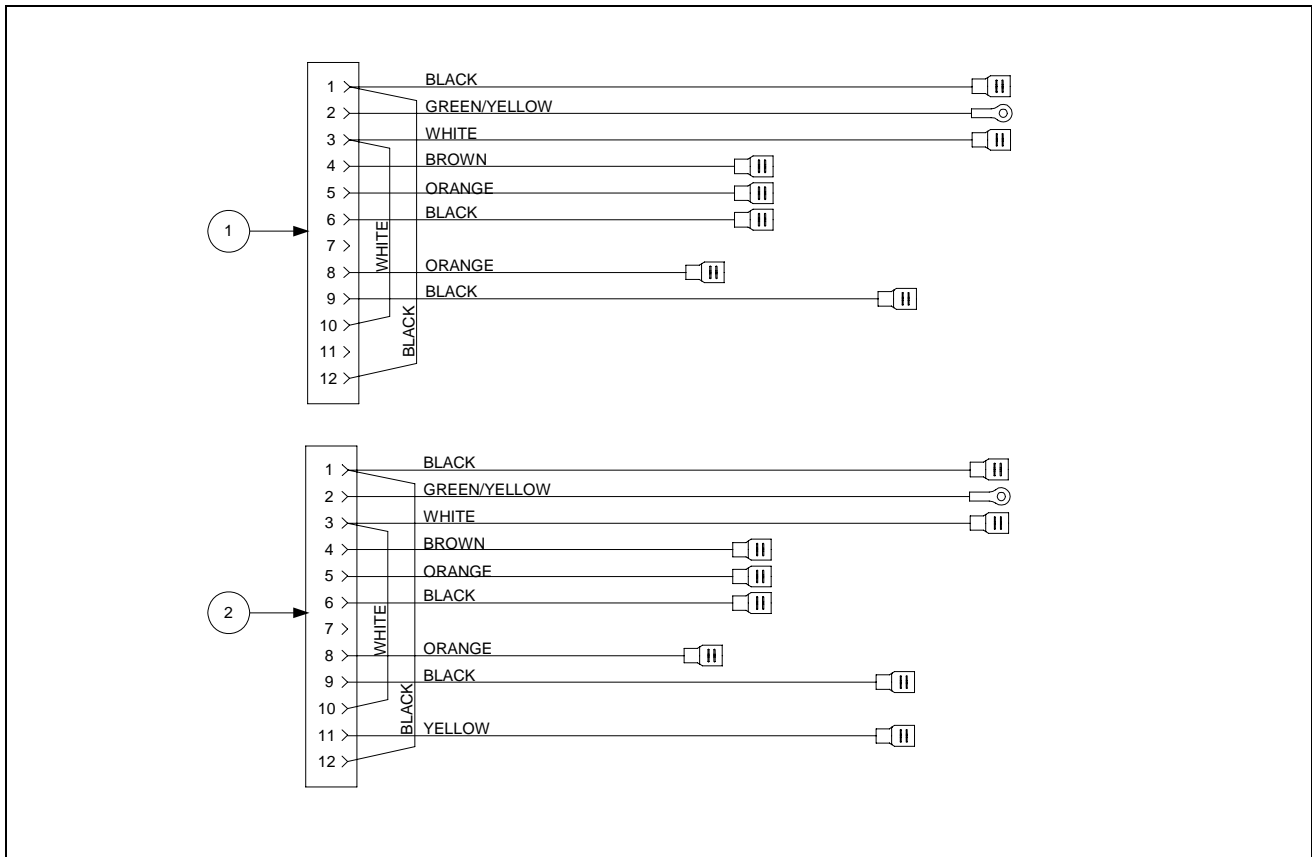 1 BLACK
2 GREEN/YELLOW
3 WHITE
4 BROWN
5 ORANGE
6 BLACK
1
7
WHITE
8 ORANGE
9 BLACK
10
BLACK
11
12
1 BLACK
2 GREEN/YELLOW
3 WHITE
4 BROWN
5 ORANGE
6 BLACK
2
7
WHITE
8 ORANGE
9 BLACK
10
BLACK
11 YELLOW
12